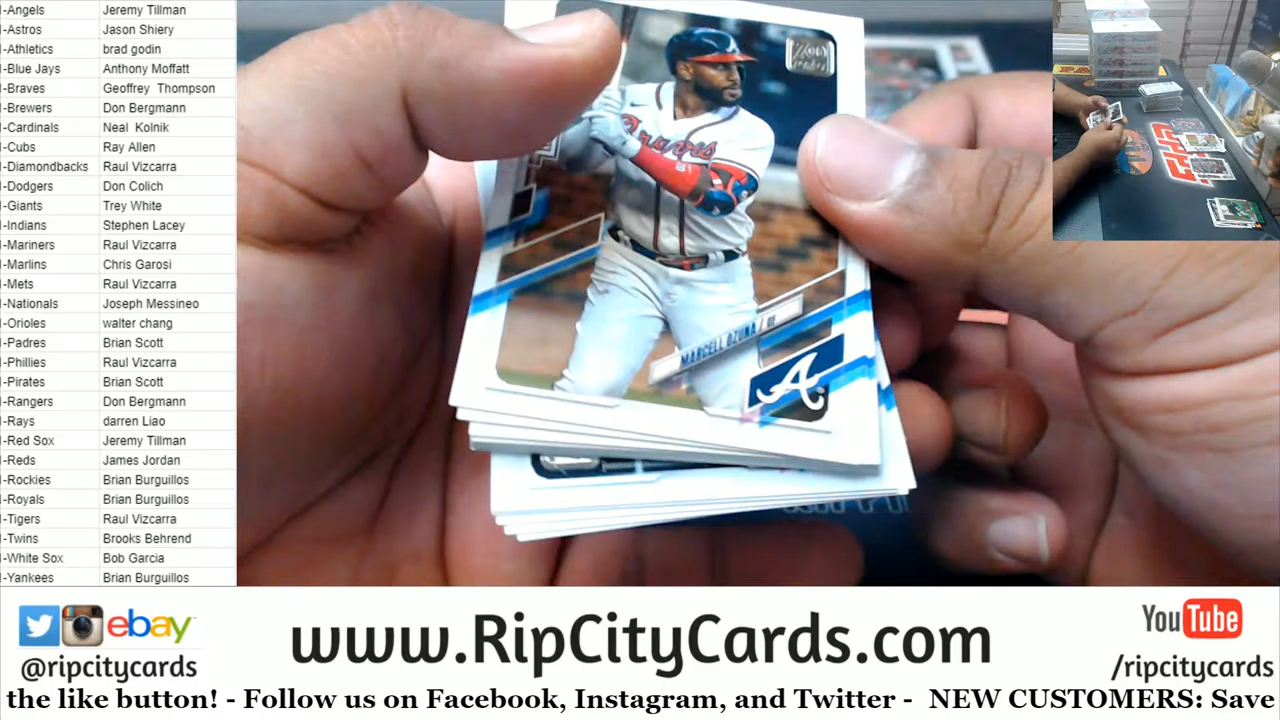 I-Angels Jeremy Tillman
I-Astros Jason Shiery
I-Athletics brad godin
I-Blue Jays Anthony Moffatt
I-Braves Geoffrey Thompson
I-Brewers Don Bergmann
I-Cardinals Neal Kolnik
I-Cubs Ray Allen
I-Diamondbacks Raul Vizcarra
I-Dodgers Don Colich
I-Giants Trey White
I-Indians Stephen Lacey
I-Mariners Raul Vizcarra
I-Marlins Chris Garosi
I-Mets Raul Vizcarra
I-Nationals Joseph Messineo
I-Orioles walter chang
I-Padres Brian Scott
I-Phillies Raul Vizcarra
I-Pirates Brian Scott
I-Rangers Don Bergmann
I-Rays darren Liao
I-Red Sox Jeremy Tillman
I-Reds James Jordan
I-Rockies Brian Burguillos
I-Royals Brian Burguillos
I-Tigers Raul Vizcarra
I-Twins Brooks Behrend
I-White Sox Bob Garcia
I-Yankees Brian Burguillos
Braves
MARCELL OZUNA / OF
A
ebay
@ripcitycards
www.RipCityCards.com
YouTube
/ripcitycards
the like button! - Follow us on Facebook, Instagram, and Twitter - NEW CUSTOMERS: Save